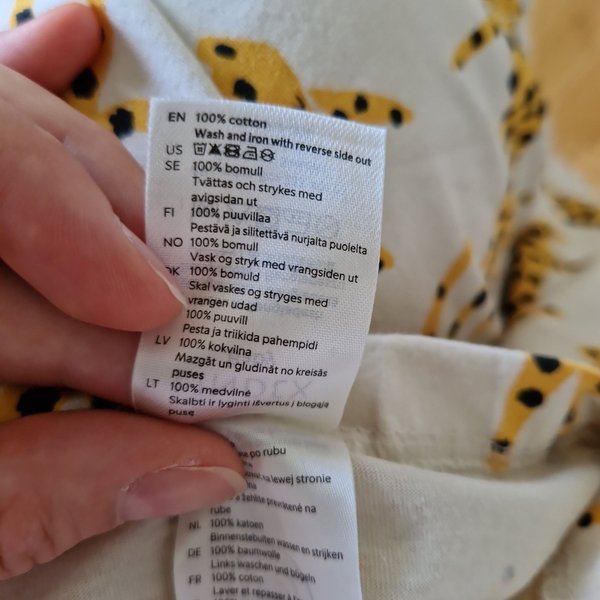 EN 100% cotton
Wash and iron with reverse side out
US
SE 100% bomull
Tvättas och strykes med
avigsidan ut
FI 100% puuvillaa
Pestävä ja silitettävä nurjalta puolelta
NO 100% bomull
Vask og stryk med vrangsiden ut
DK 100% bomuld
Skal vaskes og stryges med
vrangen udad
100% puuvill
Pesta ja triikida pahempidi
LV 100% kokvilna
Mazgāt un gludināt no kreisās
puses
LT 100% medvilnė
Skalbti ir lyginti išvertus į blogąją
pusę
po rubu
lewej stronie
na
rube
NL 100% katoen
Binnenstebuiten wassen en strijken
DE 100% baumwolle
Links waschen und bügeln
FR 100% coton
Laver et repasser à